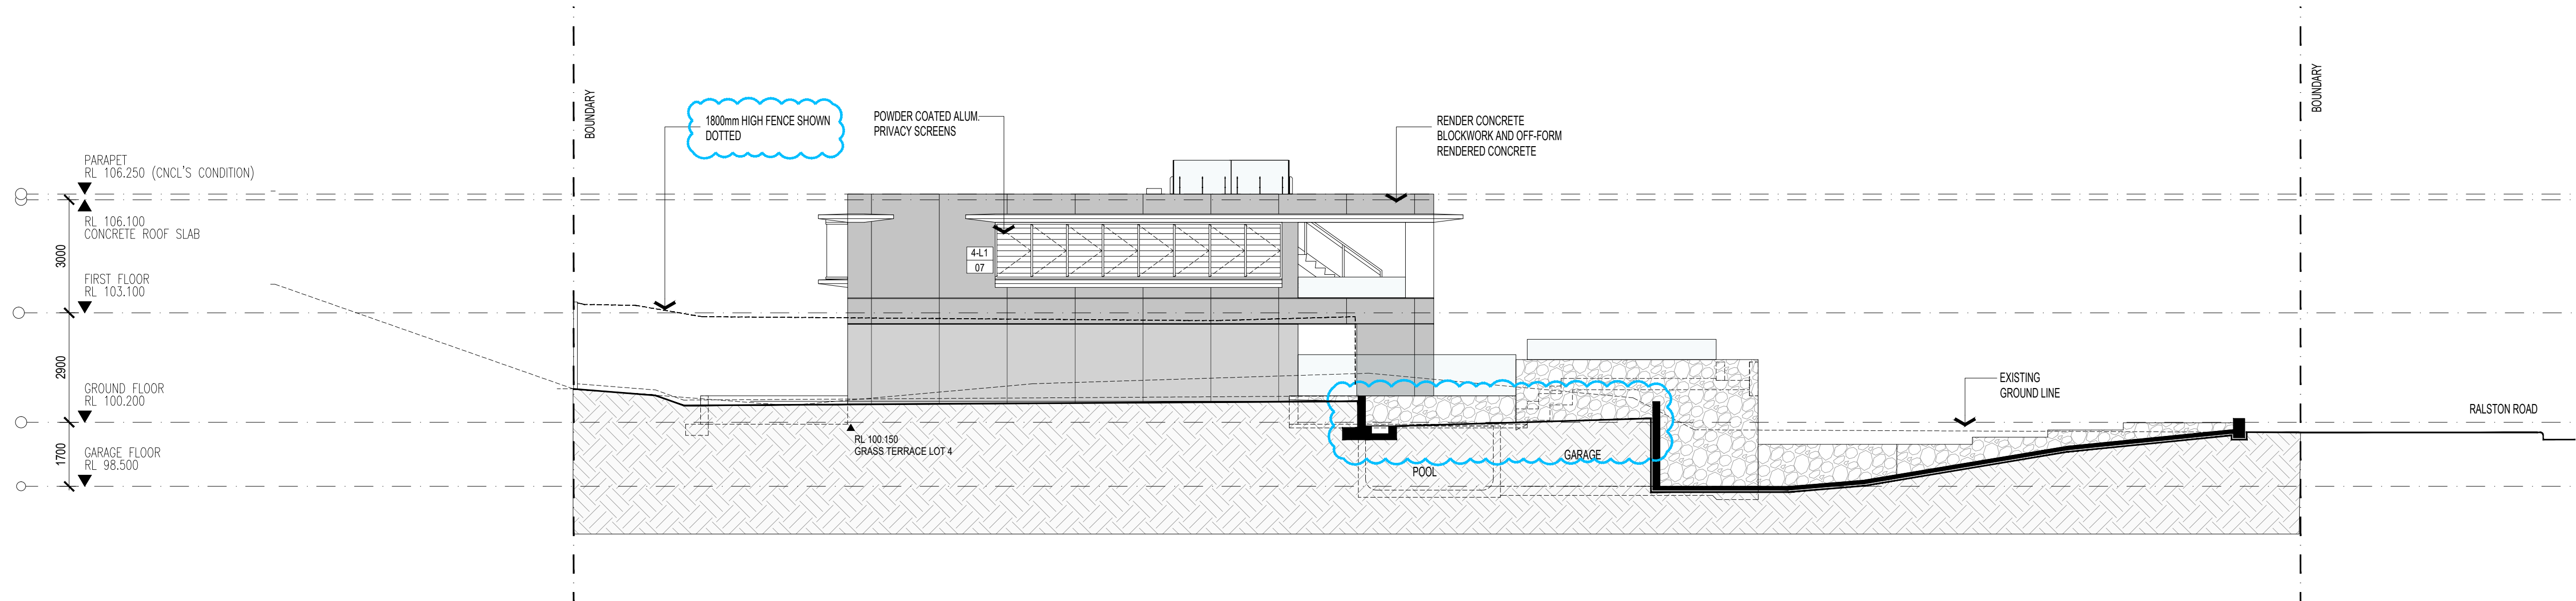 BOUNDARY
BOUNDARY
1800mm HIGH FENCE SHOWN
DOTTED
POWDER COATED ALUM.
PRIVACY SCREENS
RENDER CONCRETE
BLOCKWORK AND OFF-FORM
RENDERED CONCRETE
PARAPET
RL 106.250 (CNCL'S CONDITION)
RL 106.100
CONCRETE ROOF SLAB
3000
4-L1
07
FIRST FLOOR
RL 103.100
2900
GROUND FLOOR
RL 100.200
EXISTING
GROUND LINE
RALSTON ROAD
RL 100.150
GRASS TERRACE LOT 4
1700
GARAGE FLOOR
RL 98.500
POOL
GARAGE